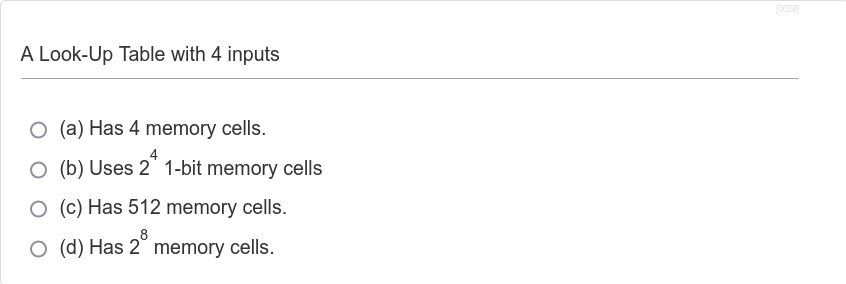 [0028]
A Look-Up Table with 4 inputs
(a) Has 4 memory cells.
(b) Uses 2^4 1-bit memory cells
(c) Has 512 memory cells.
(d) Has 2^8 memory cells.